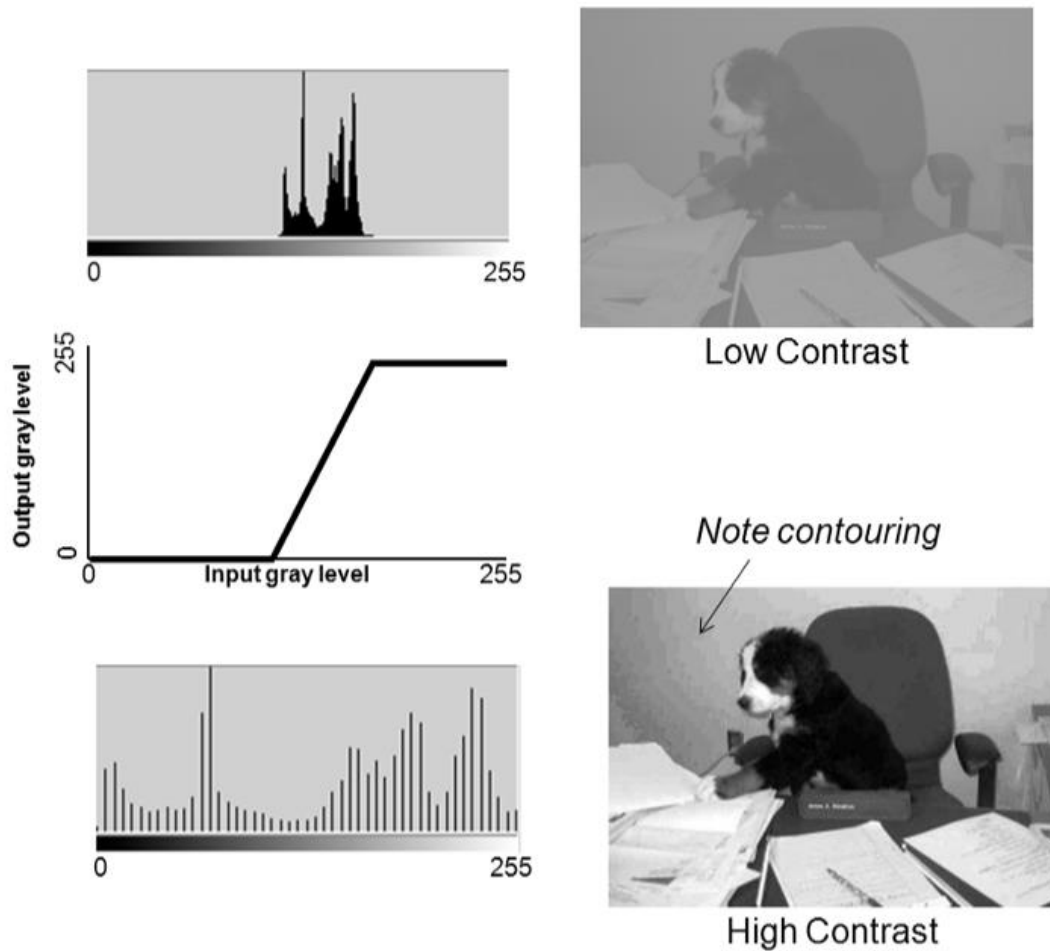 0 255
Low Contrast
255
Output gray level
0
0 Input gray level 255
Note contouring
0 255
High Contrast